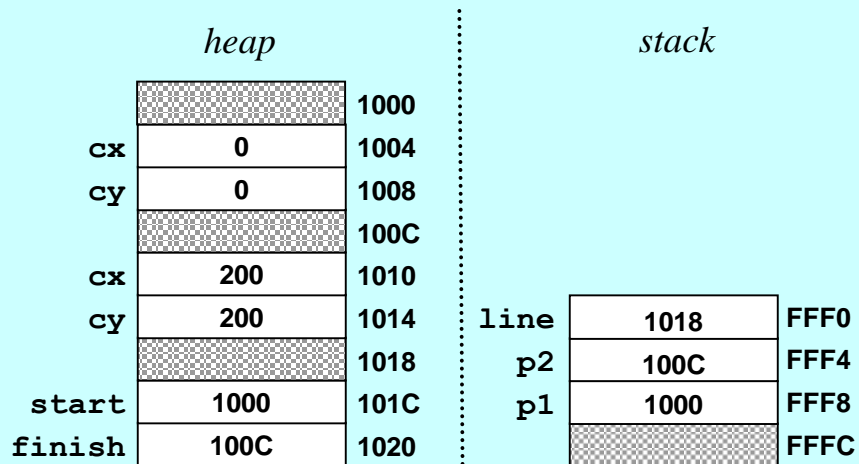 heap
1000
cx 0 1004
cy 0 1008
100C
cx 200 1010
cy 200 1014
1018
start 1000 101C
finish 100C 1020
stack
line 1018 FFF0
p2 100C FFF4
p1 1000 FFF8
FFFC